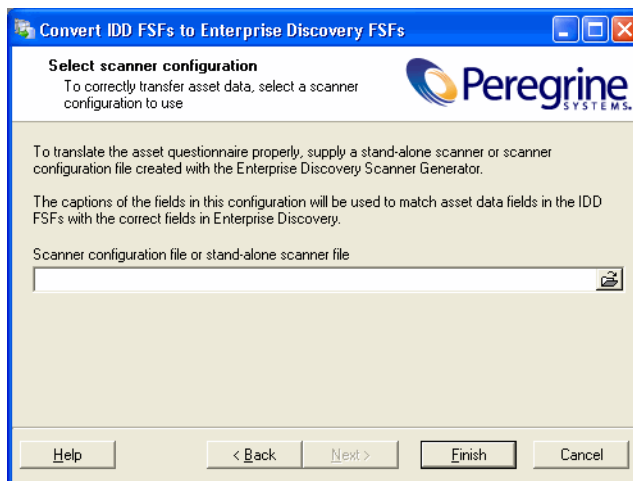 Convert IDD FSFs to Enterprise Discovery FSFs
Select scanner configuration
To correctly transfer asset data, select a scanner
configuration to use
Peregrine
SYSTEMS.
To translate the asset questionnaire properly, supply a stand-alone scanner or scanner
configuration file created with the Enterprise Discovery Scanner Generator.
The captions of the fields in this configuration will be used to match asset data fields in the IDD
FSFs with the correct fields in Enterprise Discovery.
Scanner configuration file or stand-alone scanner file
Help
< Back
Next >
Finish
Cancel